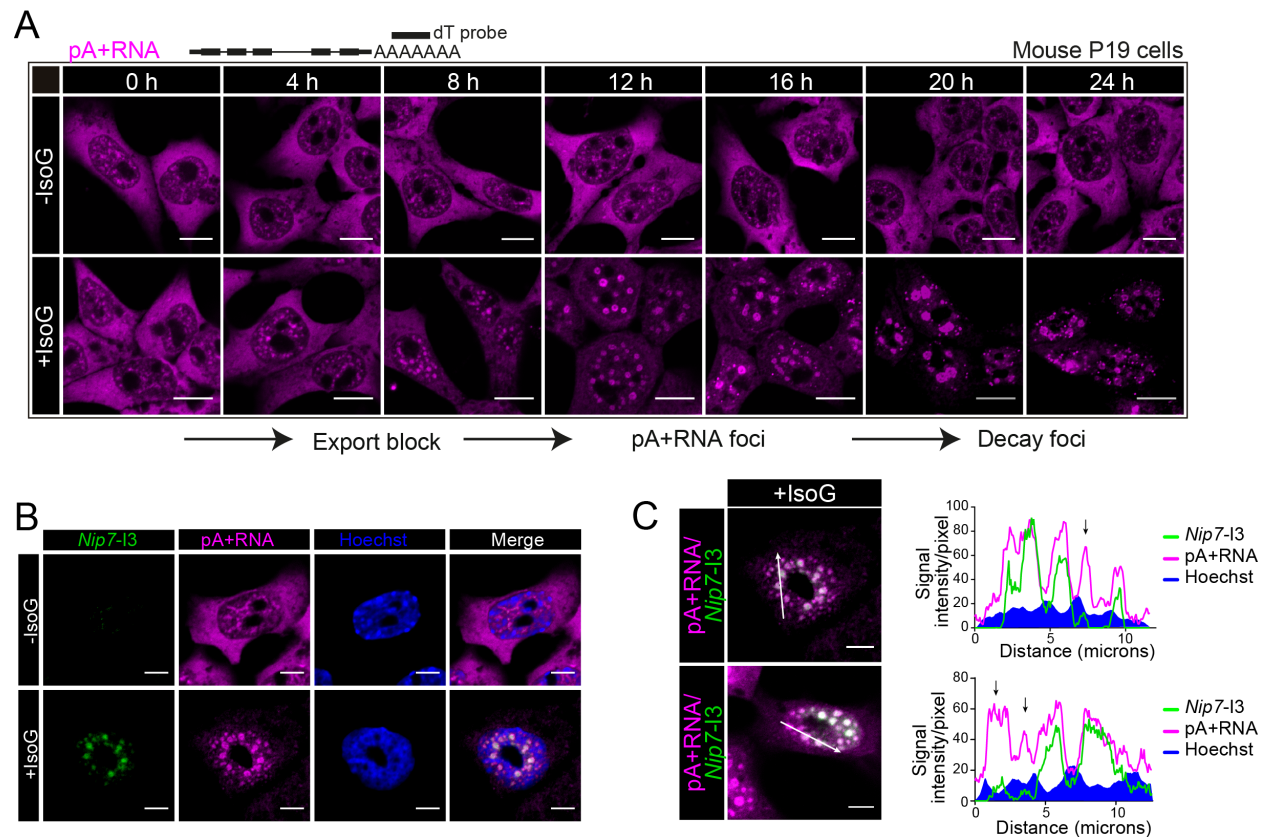 A
pA+RNA
dT probe
AAAAAAA
Mouse P19 cells
0 h 4 h 8 h 12 h 16 h 20 h 24 h
-IsoG
+IsoG
Export block pA+RNA foci Decay foci
B
Nip7-I3 pA+RNA Hoechst Merge
-IsoG
+IsoG
C
+IsoG
pA+RNA/
Nip7-I3
pA+RNA/
Nip7-I3
Signal
intensity/pixel
100
80
60
40
20
0
0 5 10
Distance (microns)
Nip7-I3
pA+RNA
Hoechst
Signal
intensity/pixel
80
60
40
20
0
0 5 10
Distance (microns)
Nip7-I3
pA+RNA
Hoechst